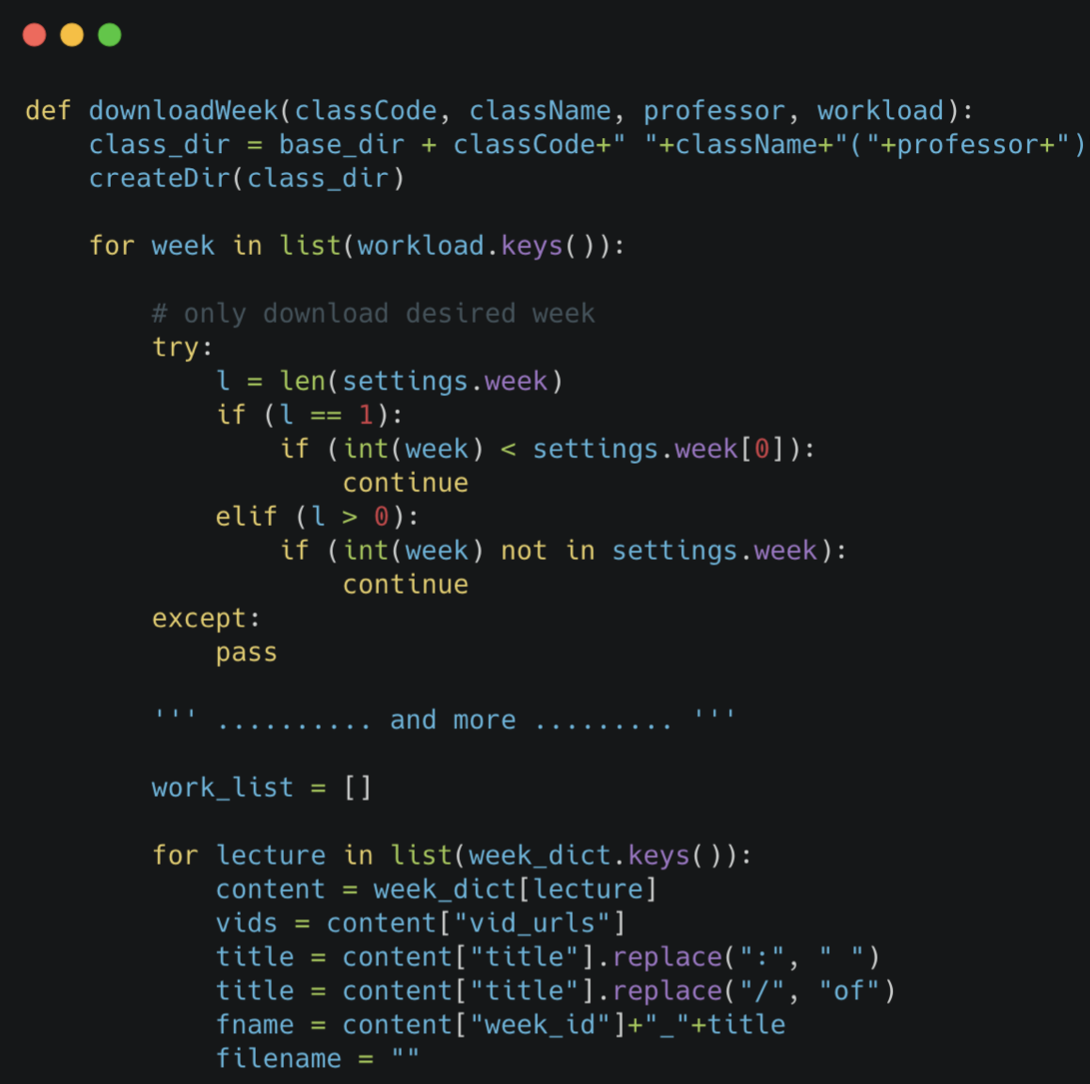 def downloadWeek(classCode, className, professor, workload):
    class_dir = base_dir + classCode+" "+className+"("+professor+")
    createDir(class_dir)

    for week in list(workload.keys()):

        # only download desired week
        try:
            l = len(settings.week)
            if (l == 1):
                if (int(week) < settings.week[0]):
                    continue
            elif (l > 0):
                if (int(week) not in settings.week):
                    continue
        except:
            pass

        ''' .......... and more ......... '''

        work_list = []

        for lecture in list(week_dict.keys()):
            content = week_dict[lecture]
            vids = content["vid_urls"]
            title = content["title"].replace(":", " ")
            title = content["title"].replace("/", "of")
            fname = content["week_id"]+"_"+title
            filename = ""